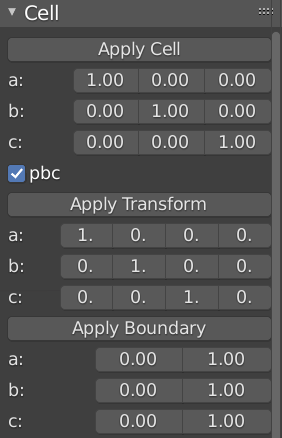 Cell
Apply Cell
a: 1.00 0.00 0.00
b: 0.00 1.00 0.00
c: 0.00 0.00 1.00
pbc
Apply Transform
a: 1. 0. 0. 0.
b: 0. 1. 0. 0.
c: 0. 0. 1. 0.
Apply Boundary
a: 0.00 1.00
b: 0.00 1.00
c: 0.00 1.00